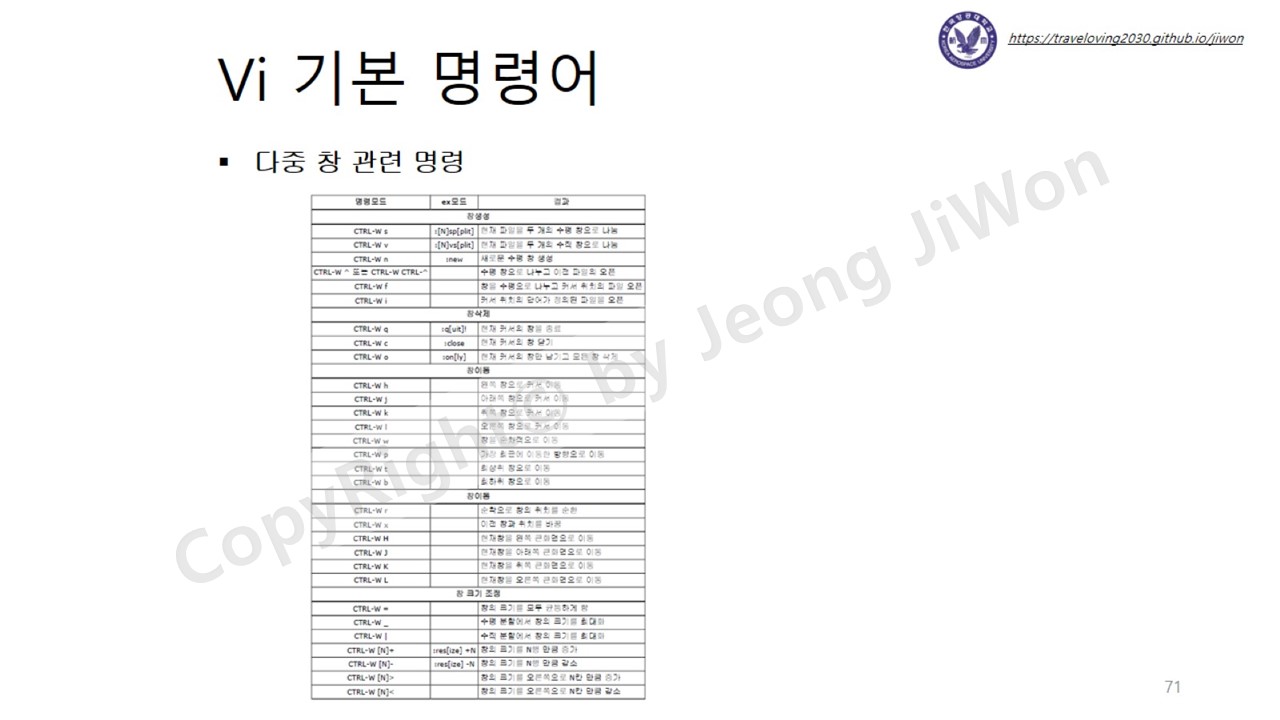 https://traveloving2030.github.io/jiwon
Vi 기본 명령어
▪ 다중 창 관련 명령
명령모드 ex모드 결과
창생성
CTRL-W s :[N]sp[plit] 현재 파일을 두 개의 수평 창으로 나눔
CTRL-W v :[N]vs[plit] 현재 파일을 두 개의 수직 창으로 나눔
CTRL-W n :new 새로운 수평 창 생성
CTRL-W ^ 또는 CTRL-W CTRL-^ 수평 창으로 나누고 이전 파일의 오픈
CTRL-W f 창을 수평으로 나누고 커서 위치의 파일 오픈
CTRL-W i 커서 위치의 단어가 정의된 파일을 오픈
창삭제
CTRL-W q :q[uit]! 현재 커서의 창을 종료
CTRL-W c :close 현재 커서의 창 닫기
CTRL-W o :on[ly] 현재 커서의 창만 남기고 모든 창 삭제
창이동
CTRL-W h 왼쪽 창으로 커서 이동
CTRL-W j 아래쪽 창으로 커서 이동
CTRL-W k 위쪽 창으로 커서 이동
CTRL-W l 오른쪽 창으로 커서 이동
CTRL-W w 창을 순차적으로 이동
CTRL-W p 가장 최근에 이동한 방향으로 이동
CTRL-W t 최상위 창으로 이동
CTRL-W b 최하위 창으로 이동
창이동
CTRL-W r 순착으로 창의 위치를 순환
CTRL-W x 이전 창과 위치를 바꿈
CTRL-W H 현재창을 왼쪽 큰화면으로 이동
CTRL-W J 현재창을 아래쪽 큰화면으로 이동
CTRL-W K 현재창을 위쪽 큰화면으로 이동
CTRL-W L 현재창을 오른쪽 큰화면으로 이동
창 크기 조절
CTRL-W = 창의 크기를 모두 균등하게 함
CTRL-W _ 수평 분할에서 창의 크기를 최대화
CTRL-W | 수직 분할에서 창의 크기를 최대화
CTRL-W [N]+ :res[ize] +N 창의 크기를 N행 만큼 증가
CTRL-W [N]- :res[ize] -N 창의 크기를 N행 만큼 감소
CTRL-W [N]> 창의 크기를 오른쪽으로 N칸 만큼 증가
CTRL-W [N]< 창의 크기를 오른쪽으로 N칸 만큼 감소
CopyRight© by Jeong JiWon
71